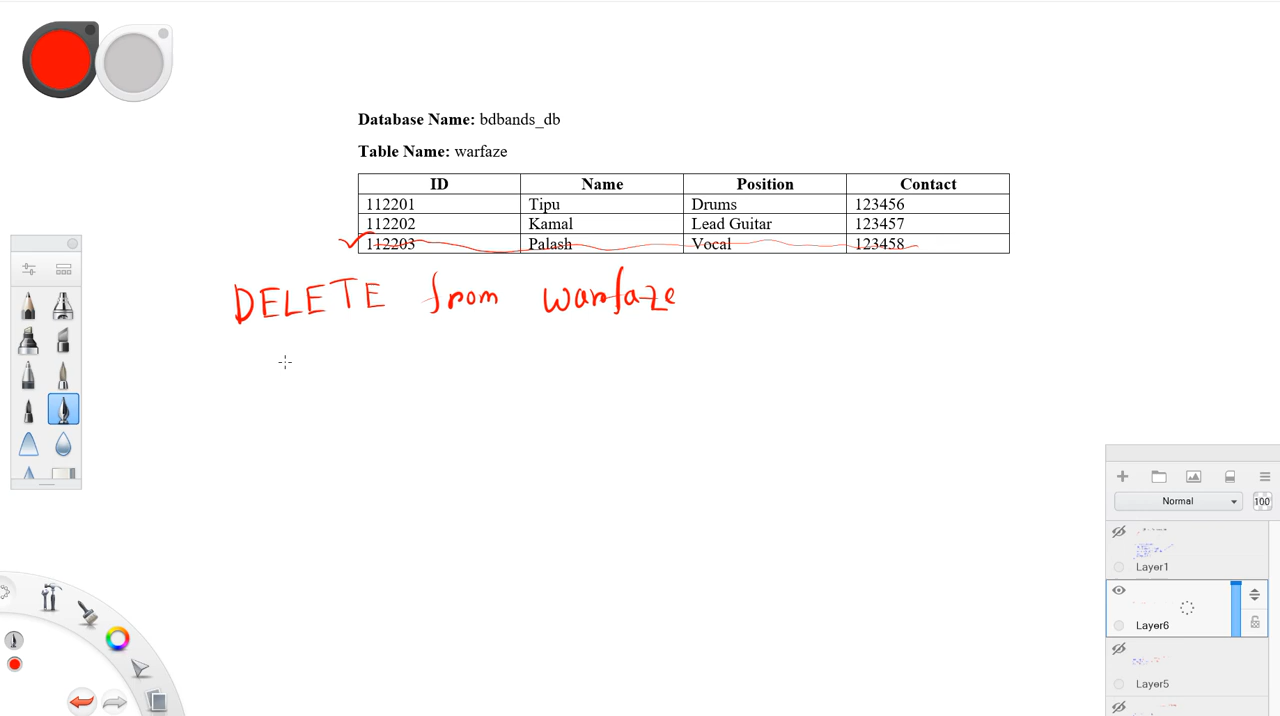 Database Name: bdbands_db
Table Name: warfaze
ID Name Position Contact
112201 Tipu Drums 123456
112202 Kamal Lead Guitar 123457
112203 Palash Vocal 123458
DELETE from warfaze
Normal 100
Layer1
Layer6
Layer5